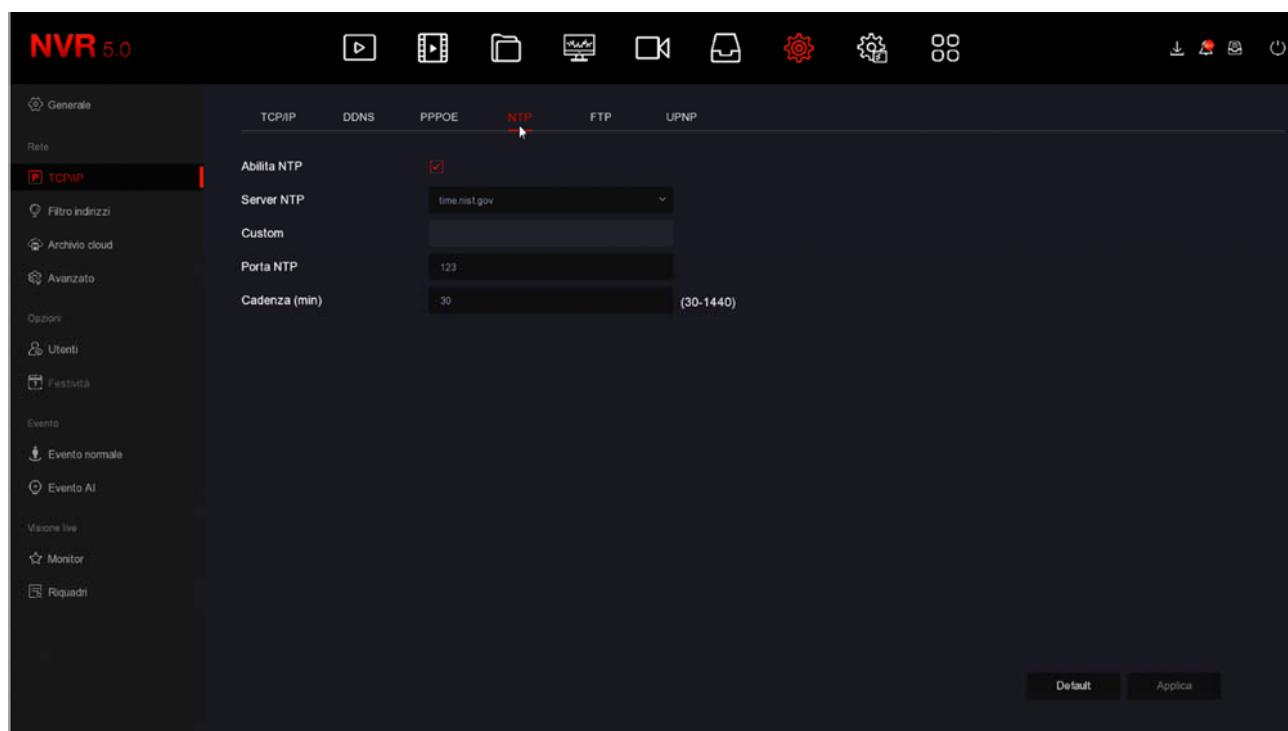 NVR 5.0
Generale
Rete
TCP/IP
Filtro indirizzi
Archivio cloud
Avanzato
Opzioni
Utenti
Festività
Evento
Evento normale
Evento AI
Visione live
Monitor
Riquadri
TCP/IP DDNS PPPOE NTP FTP UPNP
Abilita NTP
Server NTP time.nist.gov
Custom
Porta NTP 123
Cadenza (min) 30 (30-1440)
Default Applica